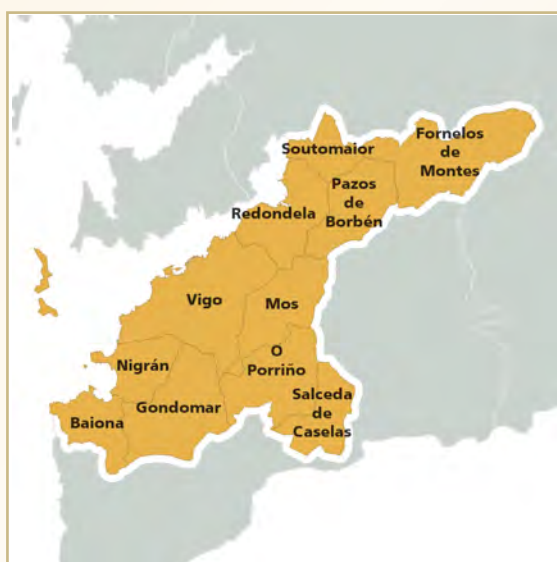 Fornelos
de
Montes
Soutomaior
Pazos
de
Borbén
Redondela
Vigo
Mos
O
Porriño
Nigrán
Salceda
de
Caselas
Gondomar
Baiona